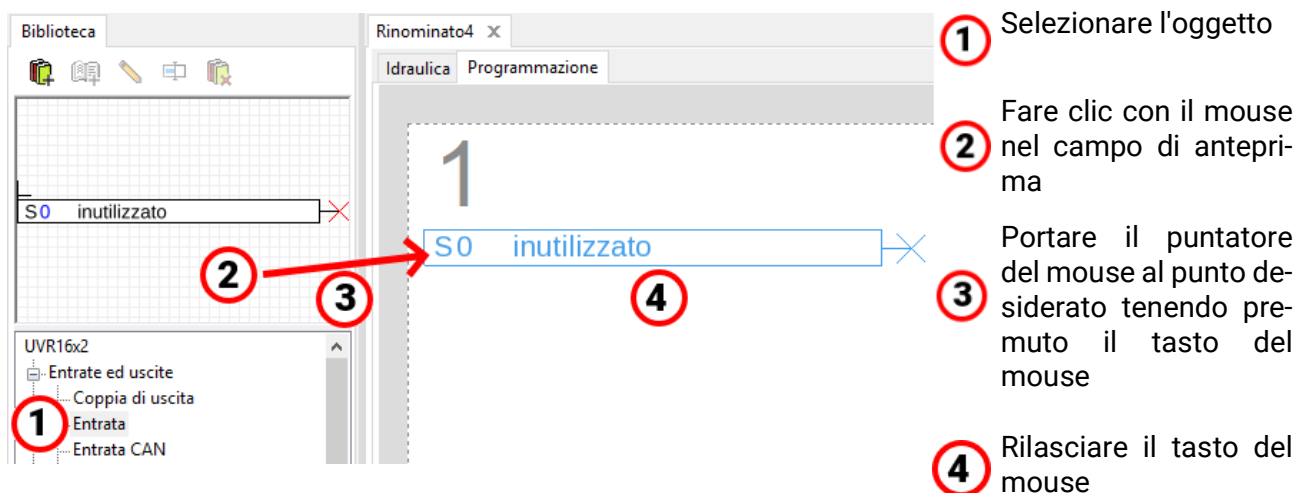 Biblioteca
S0 inutilizzato
2
3
UVR16x2
Entrate ed uscite
Coppia di uscita
1
Entrata
Entrata CAN
Rinominato4 X
Idraulica Programmazione
1
S0 inutilizzato
4
1 Selezionare l'oggetto
Fare clic con il mouse
2 nel campo di antepri-
ma
Portare il puntatore
del mouse al punto de-
3 siderato tenendo pre-
muto il tasto del
mouse
Rilasciare il tasto del
4 mouse